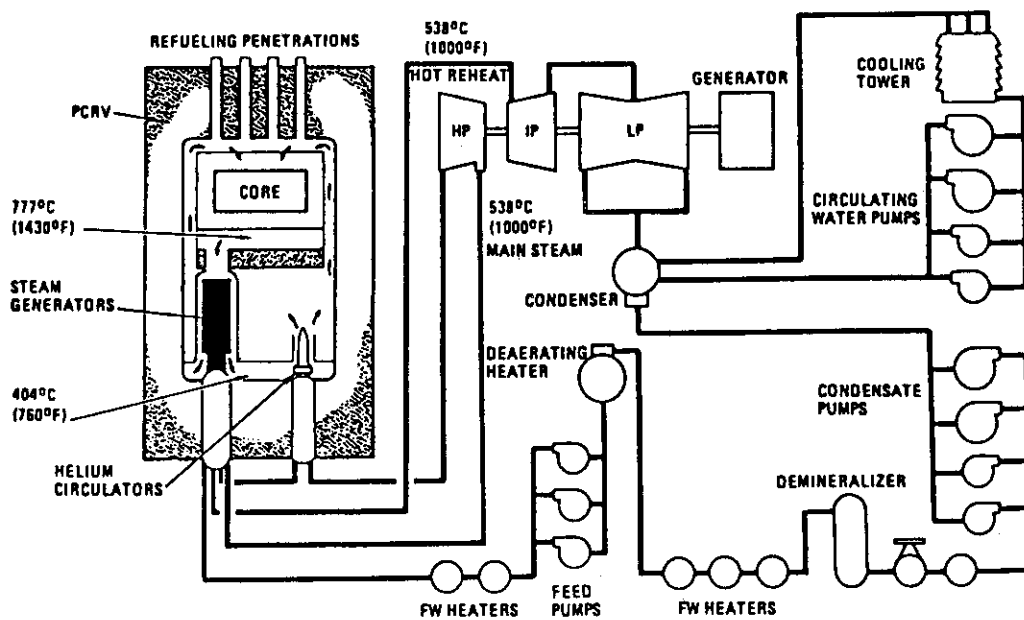 REFUELING PENETRATIONS
PCRV
CORE
777°C
(1430°F)
STEAM
GENERATORS
404°C
(760°F)
HELIUM
CIRCULATORS
538°C
(1000°F)
HOT REHEAT
HP
IP
LP
GENERATOR
538°C
(1000°F)
MAIN STEAM
CONDENSER
COOLING
TOWER
CIRCULATING
WATER PUMPS
DEAERATING
HEATER
CONDENSATE
PUMPS
DEMINERALIZER
FW HEATERS
FEED
PUMPS
FW HEATERS